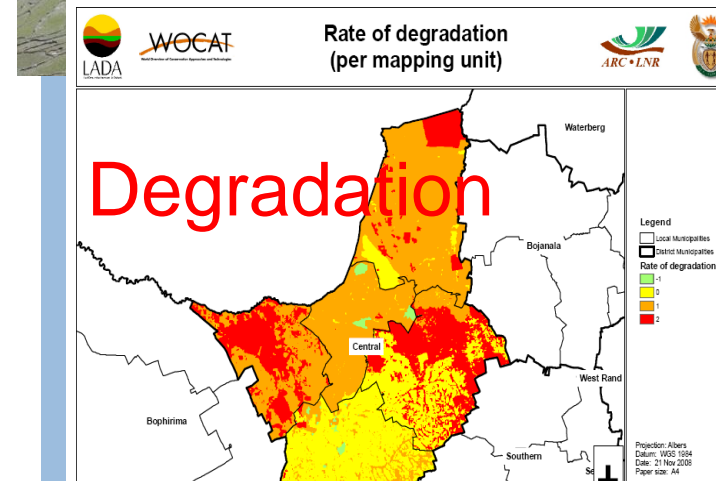 LADA
WOCAT
World Overview of Conservation Approaches and Technologies
Rate of degradation
(per mapping unit)
ARC • LNR
Degradation
Waterberg
Bojanala
Central
West Rand
Bophirima
Southern
Se
Legend
Local Municipalities
District Municipalities
Rate of degradation
-1
0
1
2
Projection: Albers
Datum: WGS 1984
Date: 21 Nov 2008
Paper size: A4